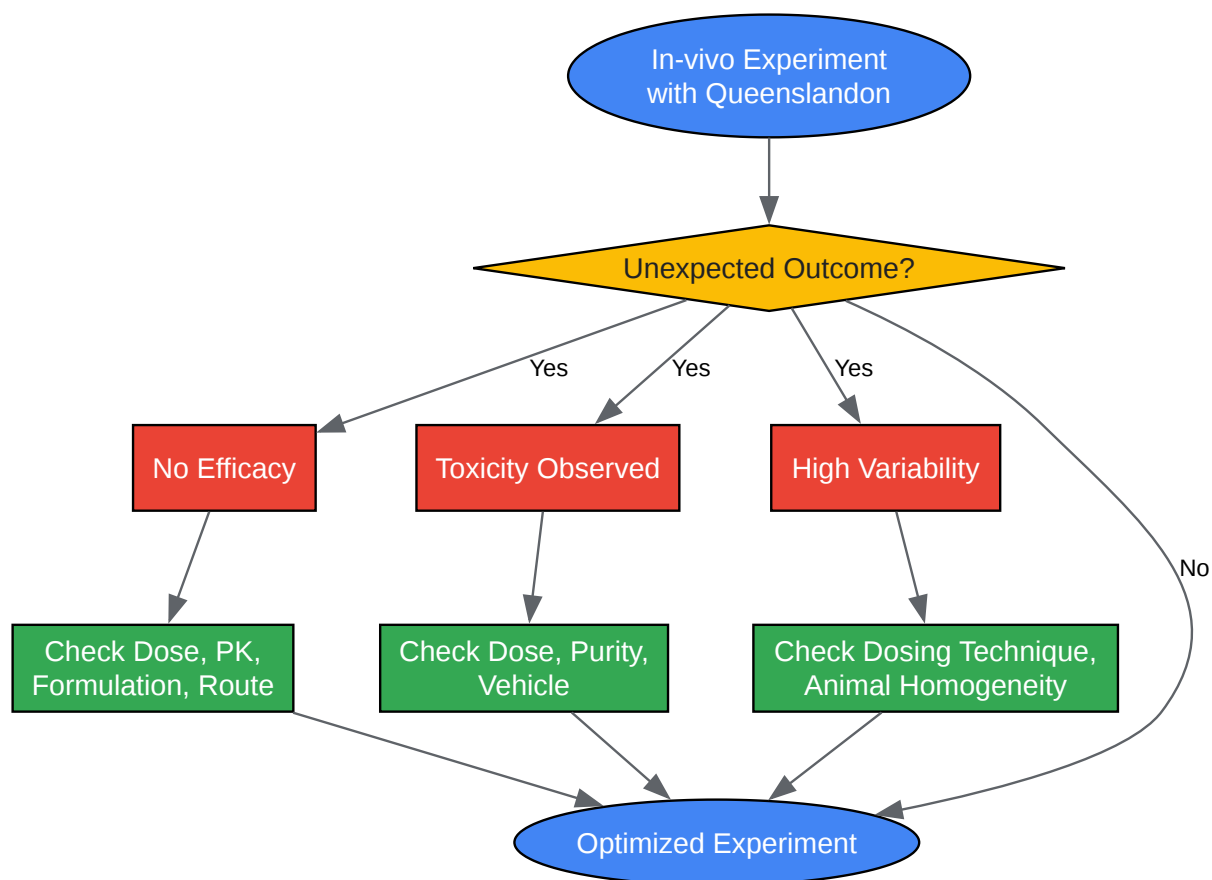 In-vivo Experiment
with Queenslandon
Unexpected Outcome?
Yes
Yes
Yes
No Efficacy
Toxicity Observed
High Variability
No
Check Dose, PK,
Formulation, Route
Check Dose, Purity,
Vehicle
Check Dosing Technique,
Animal Homogeneity
Optimized Experiment